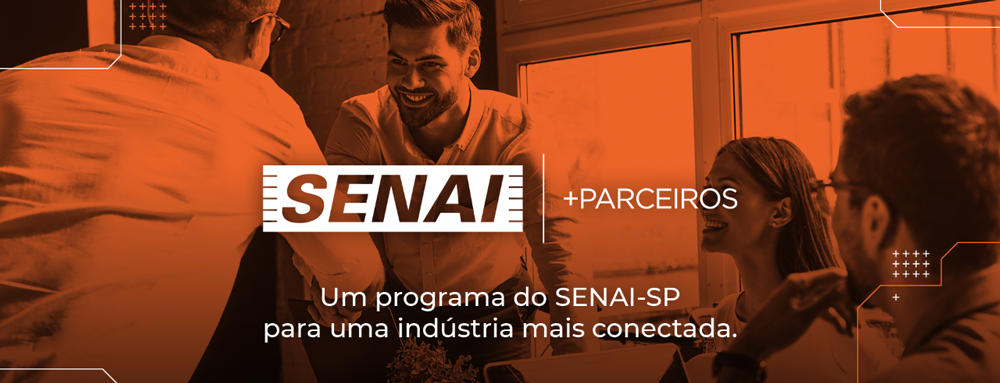 SENAI
+PARCEIROS
Um programa do SENAI-SP
para uma indústria mais conectada.